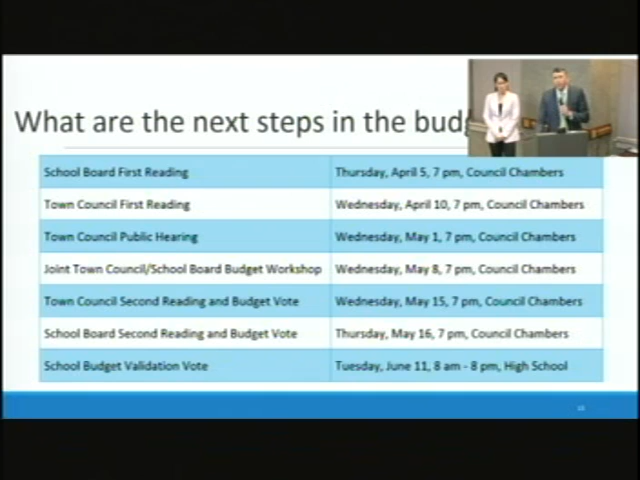 What are the next steps in the bud
School Board First Reading Thursday, April 5, 7 pm, Council Chambers
Town Council First Reading Wednesday, April 10, 7 pm, Council Chambers
Town Council Public Hearing Wednesday, May 1, 7 pm, Council Chambers
Joint Town Council/School Board Budget Workshop Wednesday, May 8, 7 pm, Council Chambers
Town Council Second Reading and Budget Vote Wednesday, May 15, 7 pm, Council Chambers
School Board Second Reading and Budget Vote Thursday, May 16, 7 pm, Council Chambers
School Budget Validation Vote Tuesday, June 11, 8 am - 8 pm, High School